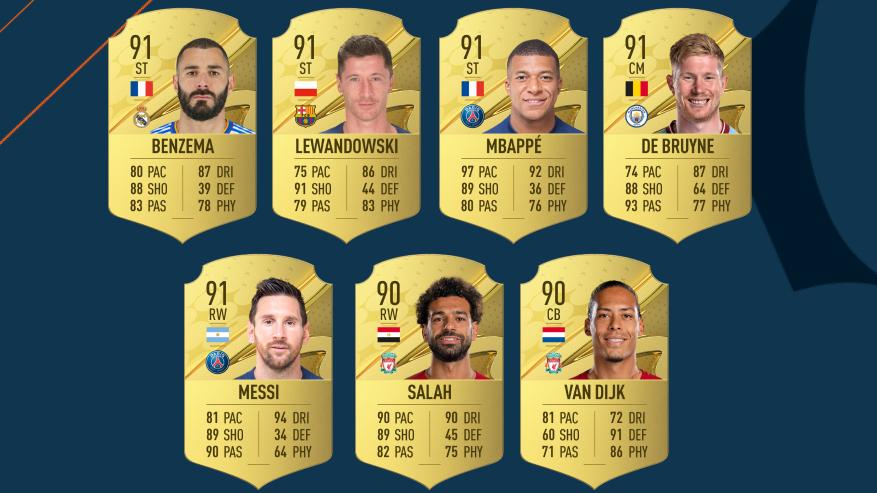 91
ST
BENZEMA
80 PAC 87 DRI
88 SHO 39 DEF
83 PAS 78 PHY
91
ST
LEWANDOWSKI
75 PAC 86 DRI
91 SHO 44 DEF
79 PAS 83 PHY
91
ST
MBAPPÉ
97 PAC 92 DRI
89 SHO 36 DEF
80 PAS 76 PHY
91
CM
DE BRUYNE
74 PAC 87 DRI
88 SHO 64 DEF
93 PAS 77 PHY
91
RW
MESSI
81 PAC 94 DRI
89 SHO 34 DEF
90 PAS 64 PHY
90
RW
SALAH
90 PAC 90 DRI
89 SHO 45 DEF
82 PAS 75 PHY
90
CB
VAN DIJK
81 PAC 72 DRI
60 SHO 91 DEF
71 PAS 86 PHY